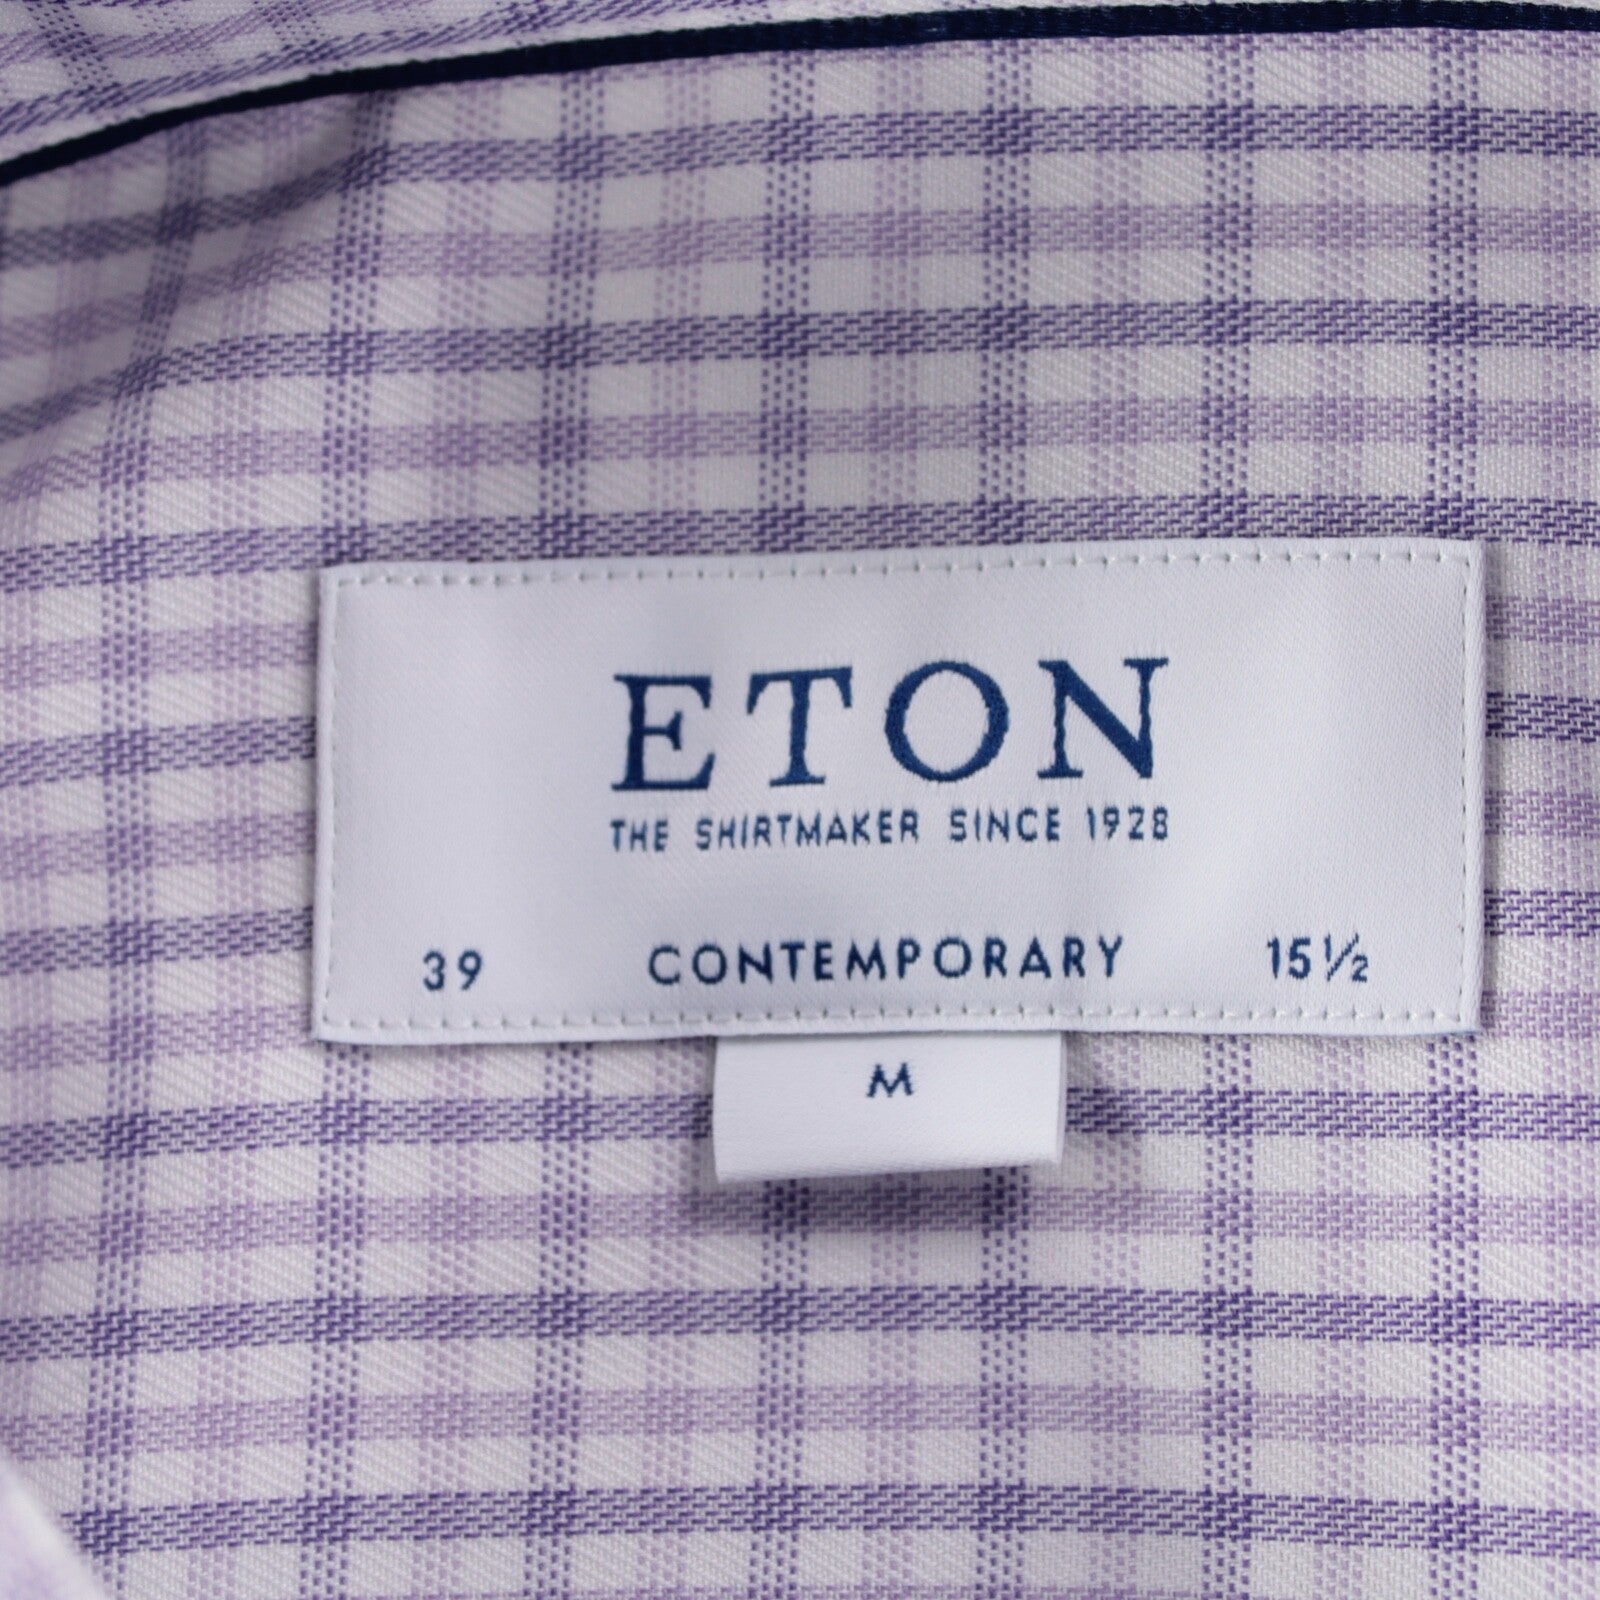 ETON
THE SHIRTMAKER SINCE 1928
39 CONTEMPORARY 15½
M